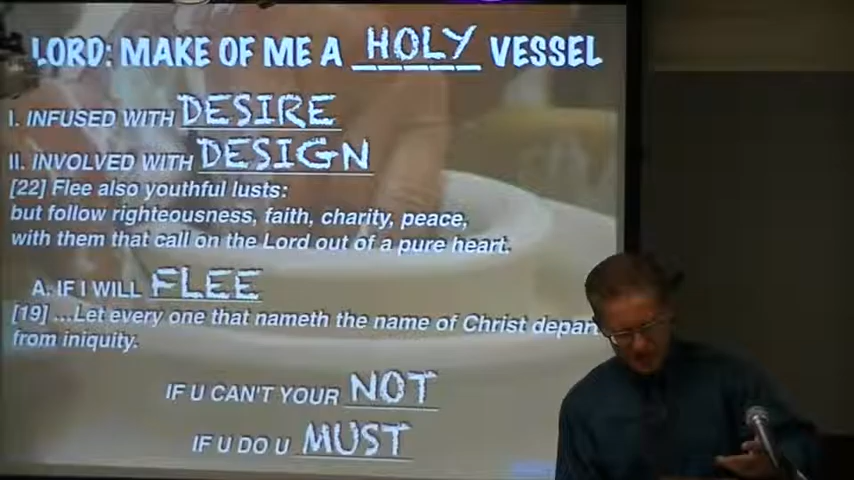 LORD: MAKE OF ME A HOLY VESSEL
I. INFUSED WITH DESIRE
II. INVOLVED WITH DESIGN
[22] Flee also youthful lusts:
but follow righteousness, faith, charity, peace,
with them that call on the Lord out of a pure heart.
A. IF I WILL FLEE
[19] ...Let every one that nameth the name of Christ depart
from iniquity.
IF U CAN'T YOUR NOT
IF U DO U MUST